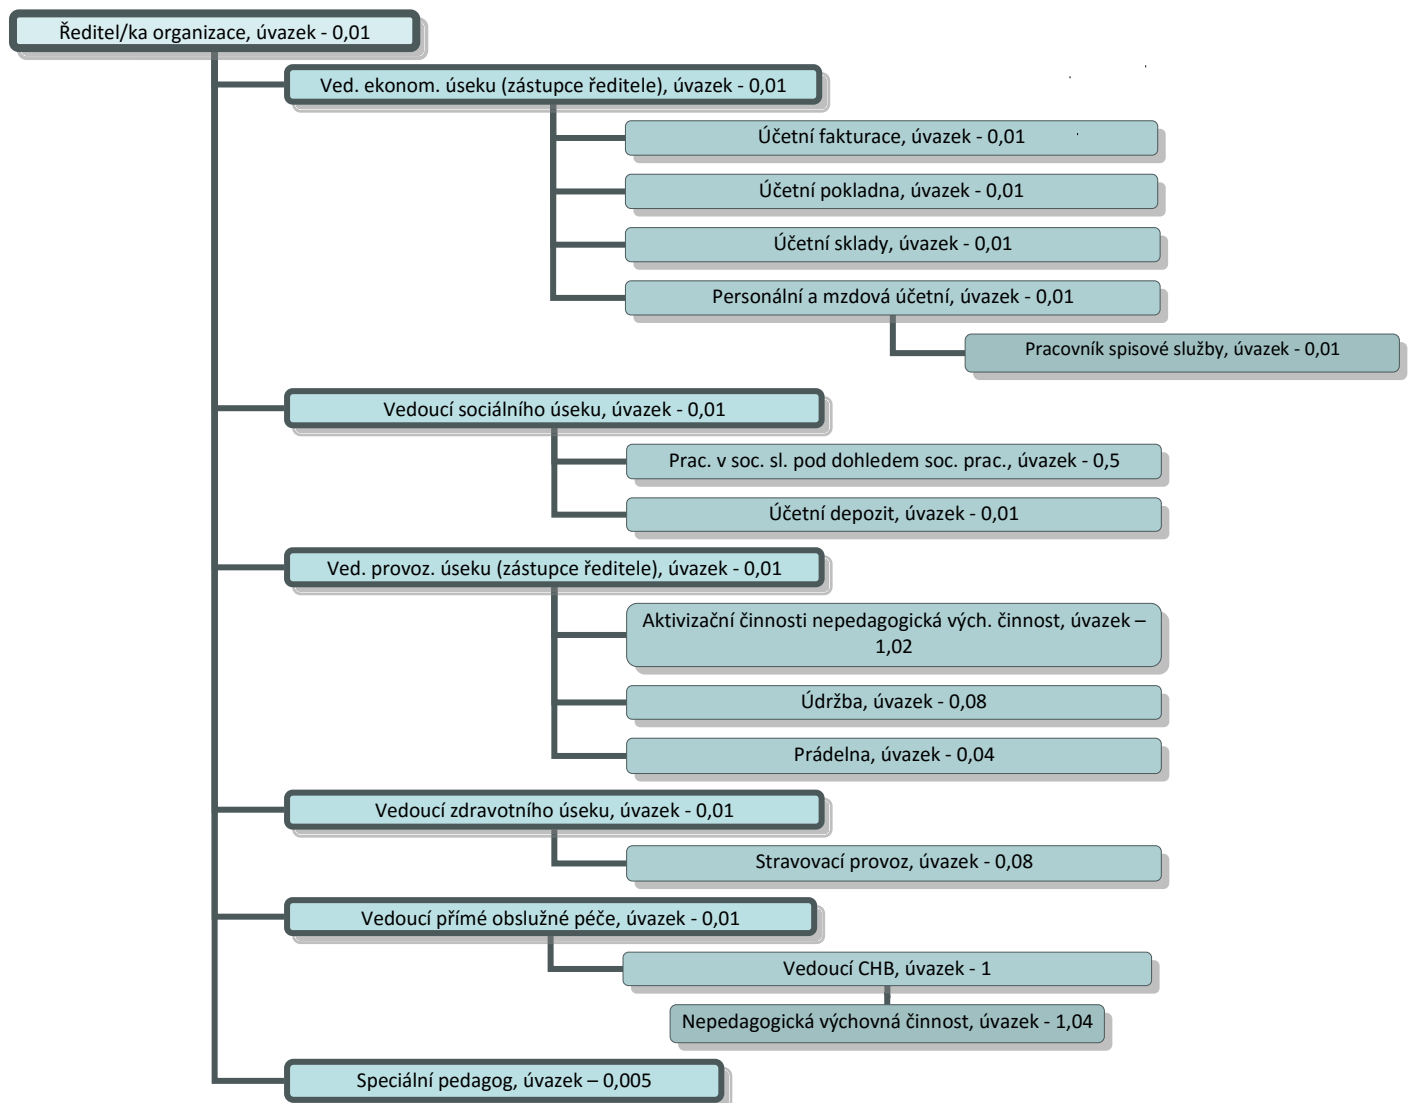 Ředitel/ka organizace, úvazek - 0,01
Ved. ekonom. úseku (zástupce ředitele), úvazek - 0,01
Účetní fakturace, úvazek - 0,01
Účetní pokladna, úvazek - 0,01
Účetní sklady, úvazek - 0,01
Personální a mzdová účetní, úvazek - 0,01
Pracovník spisové služby, úvazek - 0,01
Vedoucí sociálního úseku, úvazek - 0,01
Prac. v soc. sl. pod dohledem soc. prac., úvazek - 0,5
Účetní depozit, úvazek - 0,01
Ved. provoz. úseku (zástupce ředitele), úvazek - 0,01
Aktivizační činnosti nepedagogická vých. činnost, úvazek –
1,02
Údržba, úvazek - 0,08
Prádelna, úvazek - 0,04
Vedoucí zdravotního úseku, úvazek - 0,01
Stravovací provoz, úvazek - 0,08
Vedoucí přímé obslužné péče, úvazek - 0,01
Vedoucí CHB, úvazek - 1
Nepedagogická výchovná činnost, úvazek - 1,04
Speciální pedagog, úvazek – 0,005